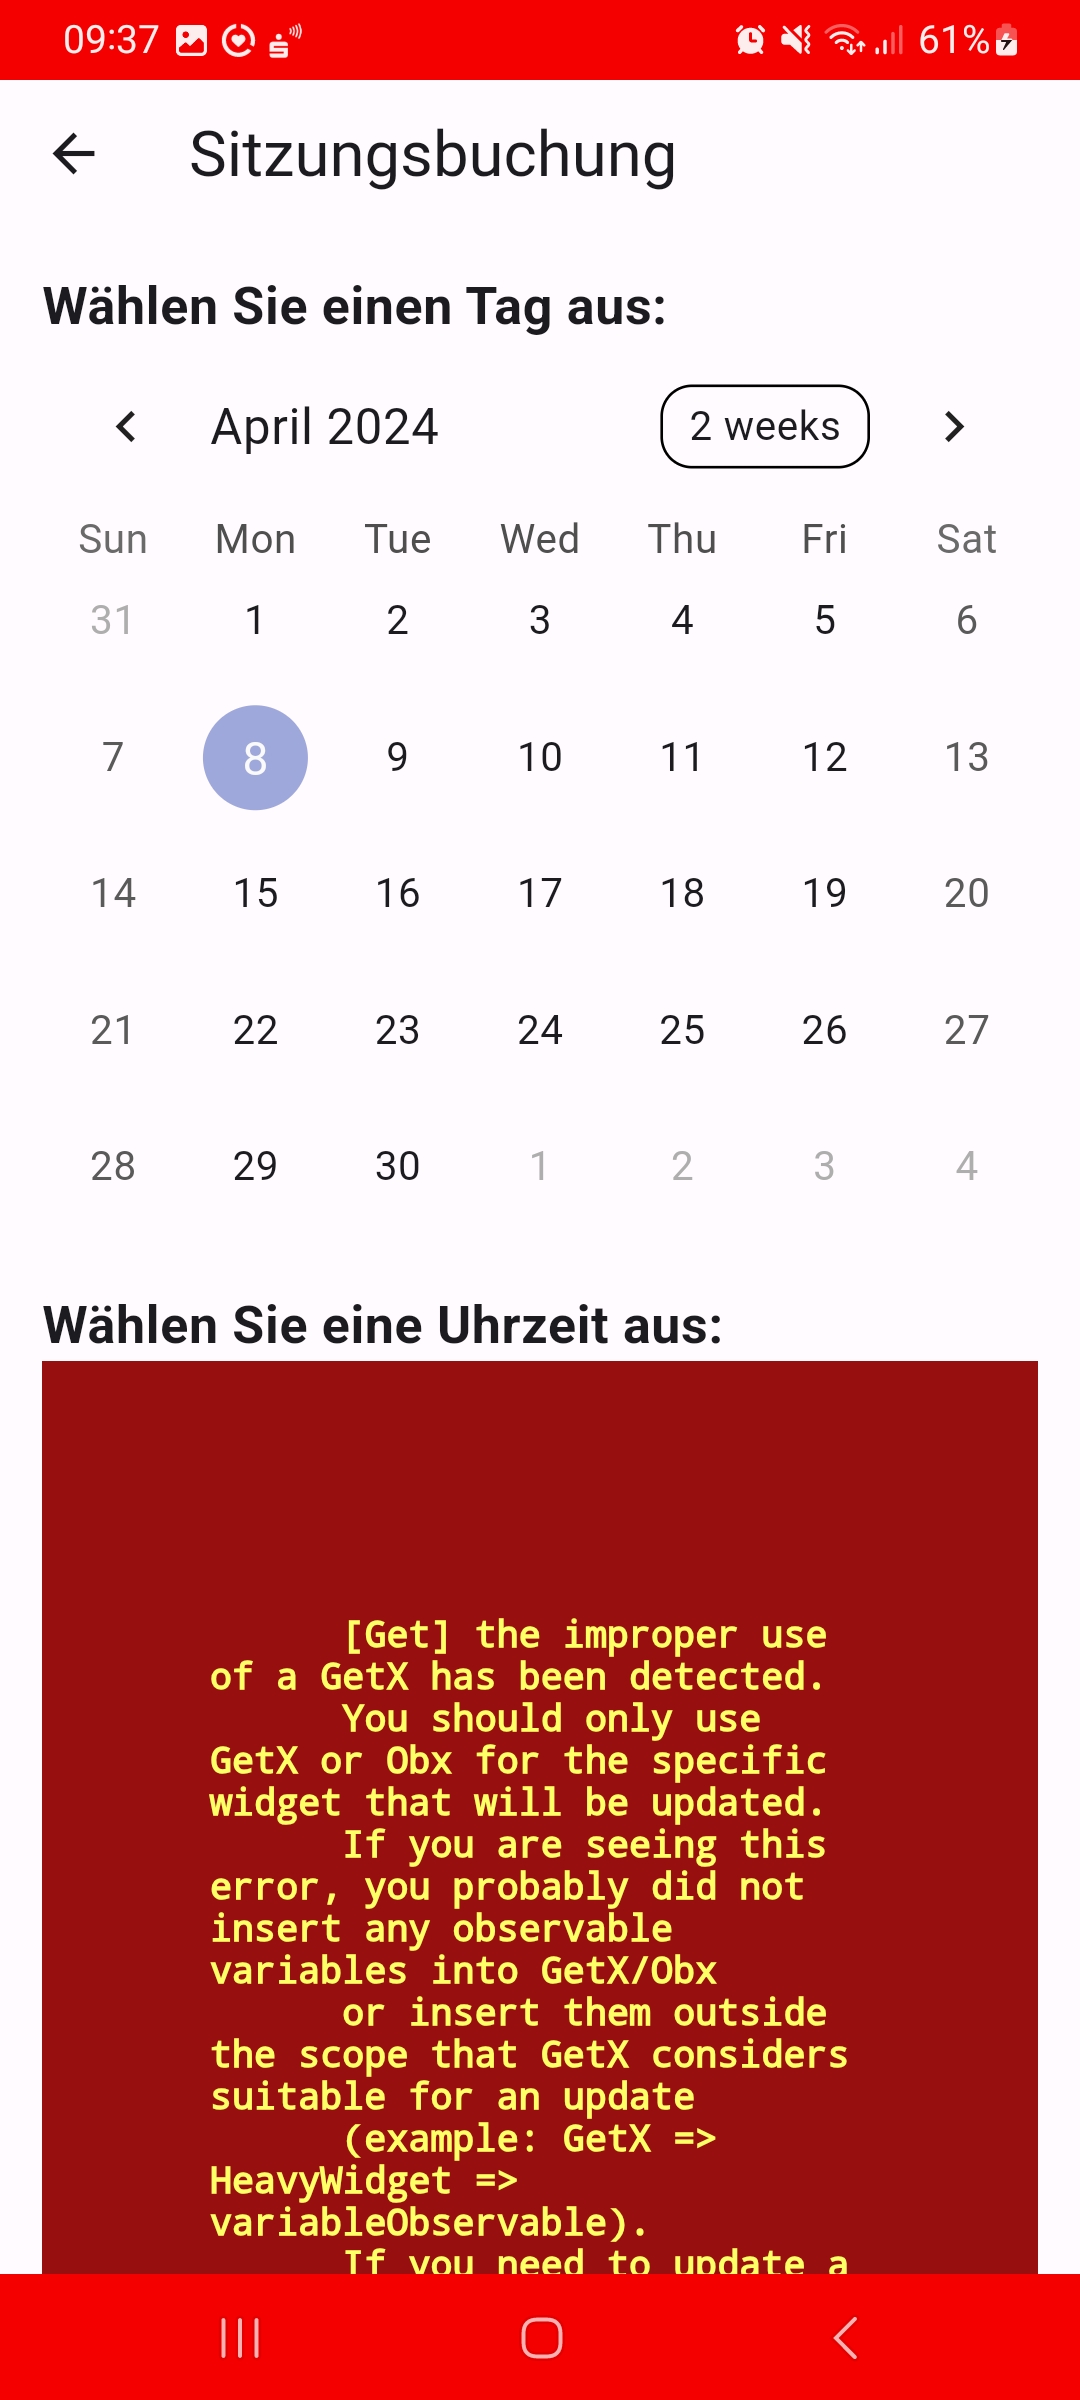 09:37
61%
Sitzungsbuchung
Wählen Sie einen Tag aus:
April 2024 2 weeks
Sun Mon Tue Wed Thu Fri Sat
31 1 2 3 4 5 6
7 8 9 10 11 12 13
14 15 16 17 18 19 20
21 22 23 24 25 26 27
28 29 30 1 2 3 4
Wählen Sie eine Uhrzeit aus:
[Get] the improper use
of a GetX has been detected.
You should only use
GetX or Obx for the specific
widget that will be updated.
If you are seeing this
error, you probably did not
insert any observable
variables into GetX/Obx
or insert them outside
the scope that GetX considers
suitable for an update
(example: GetX =>
HeavyWidget =>
variableObservable).
If you need to update a